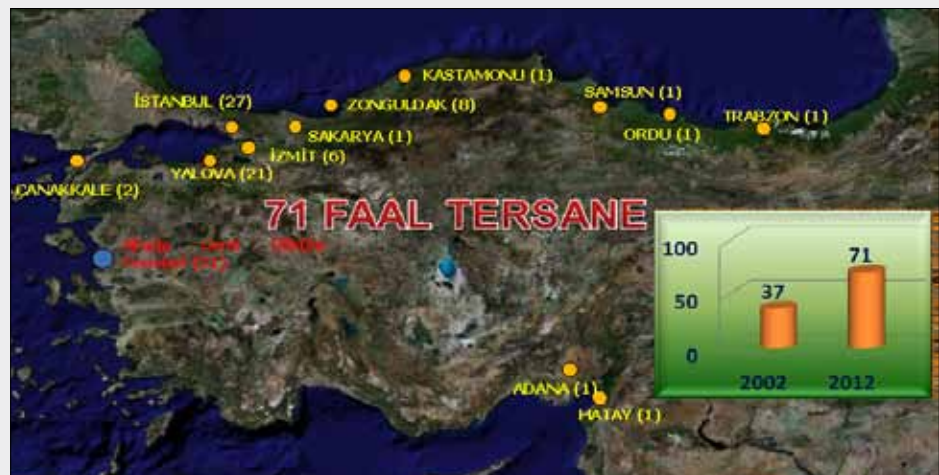 KASTAMONU (1)
İSTANBUL (27)
ZONGULDAK (8)
SAMSUN (1)
TRABZON (1)
SAKARYA (1)
ORDU (1)
İZMİT (6)
YALOVA (21)
ÇANAKKALE (2)
71 FAAL TERSANE
100
50
0
37
71
2002
2012
ADANA (1)
HATAY (1)